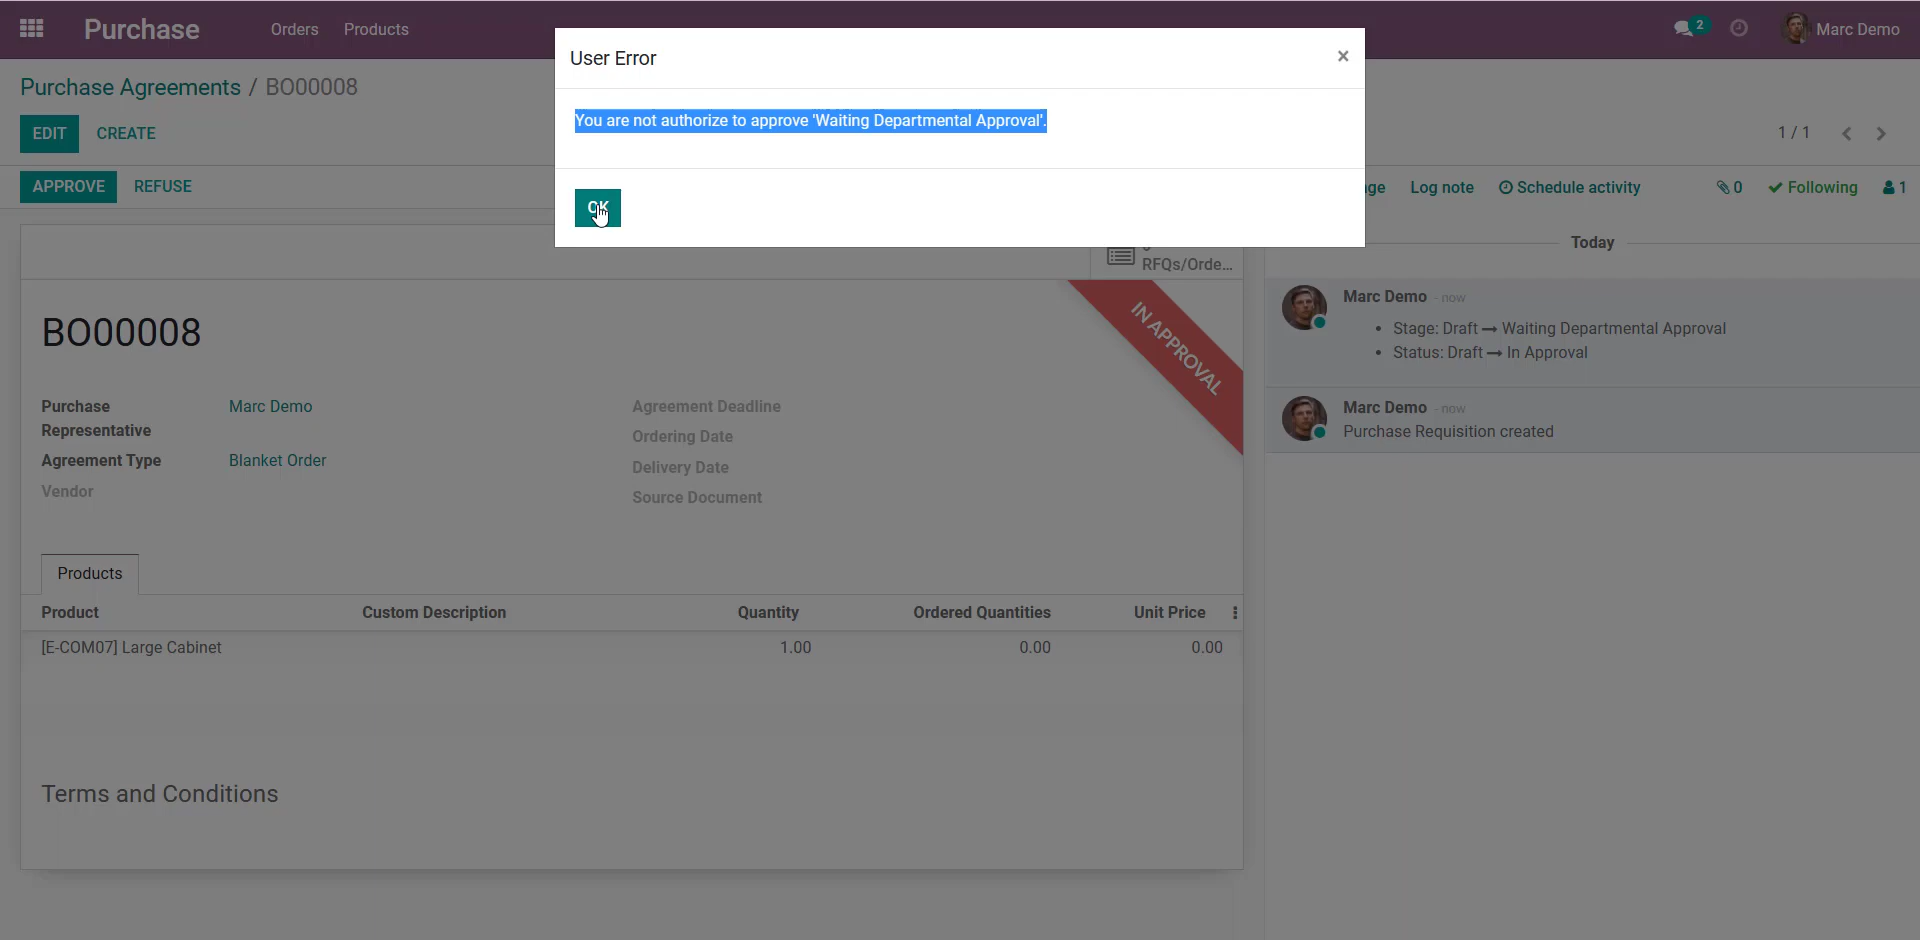 Purchase
Orders Products
2
Marc Demo
User Error
×
Purchase Agreements / BO00008
You are not authorize to approve 'Waiting Departmental Approval'.
EDIT CREATE
1 / 1
APPROVE REFUSE
OK
Log note Schedule activity 0 Following 1
RFQs/Orde...
Today
BO00008
IN APPROVAL
Marc Demo - now
• Stage: Draft → Waiting Departmental Approval
• Status: Draft → In Approval
Marc Demo - now
Purchase Requisition created
Purchase Representative
Marc Demo
Agreement Type
Blanket Order
Vendor
Agreement Deadline
Ordering Date
Delivery Date
Source Document
Products
Product Custom Description Quantity Ordered Quantities Unit Price
[E-COM07] Large Cabinet 1.00 0.00 0.00
Terms and Conditions